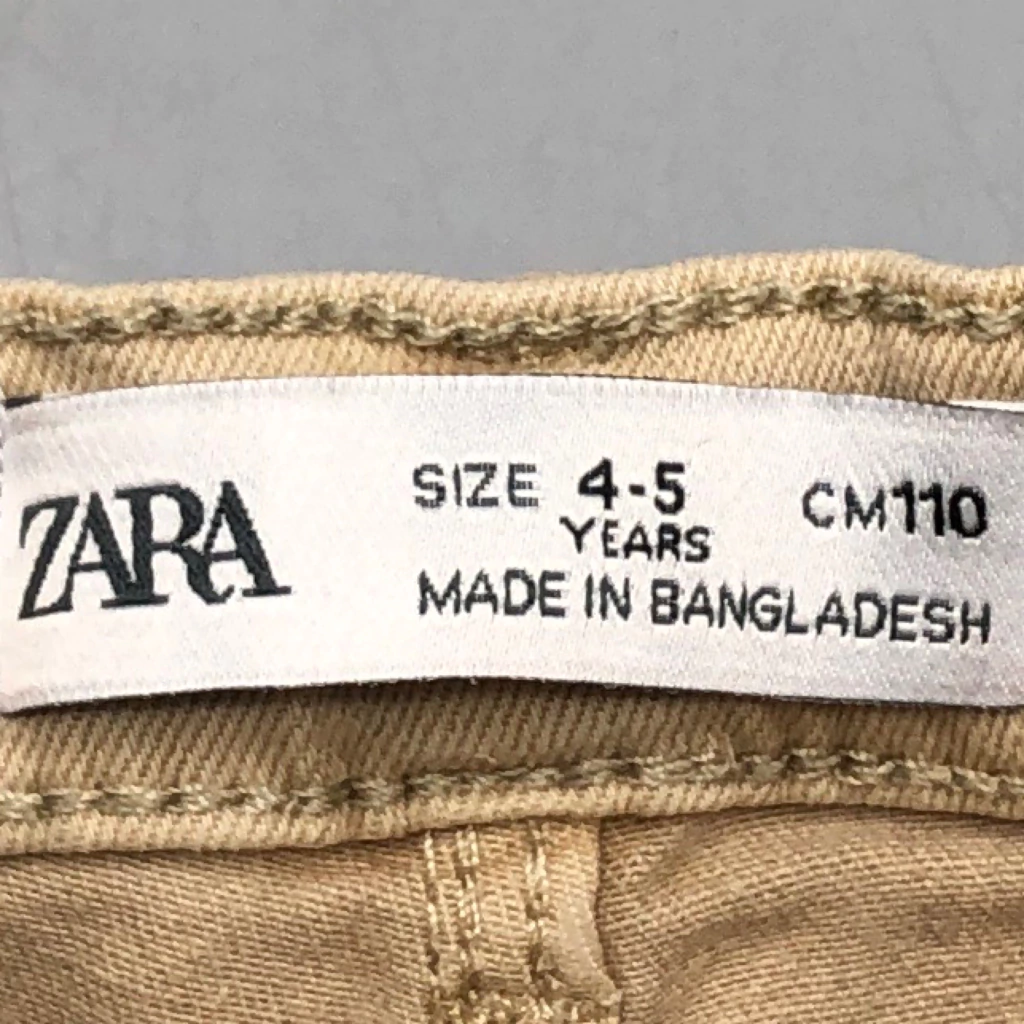 ZARA
SIZE 4-5 CM110
YEARS
MADE IN BANGLADESH